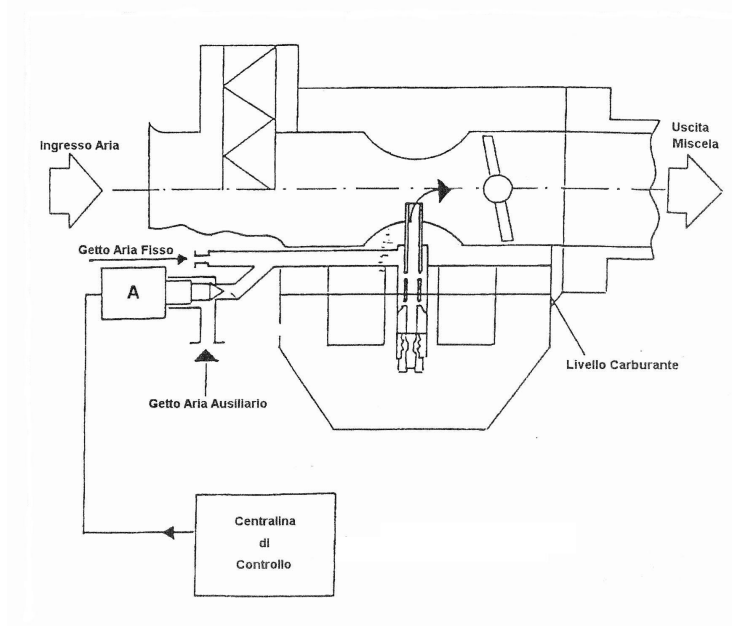 Ingresso Aria
Uscita
Miscela
Getto Aria Fisso
A
Livello Carburante
Getto Aria Ausiliario
Centralina
di
Controllo